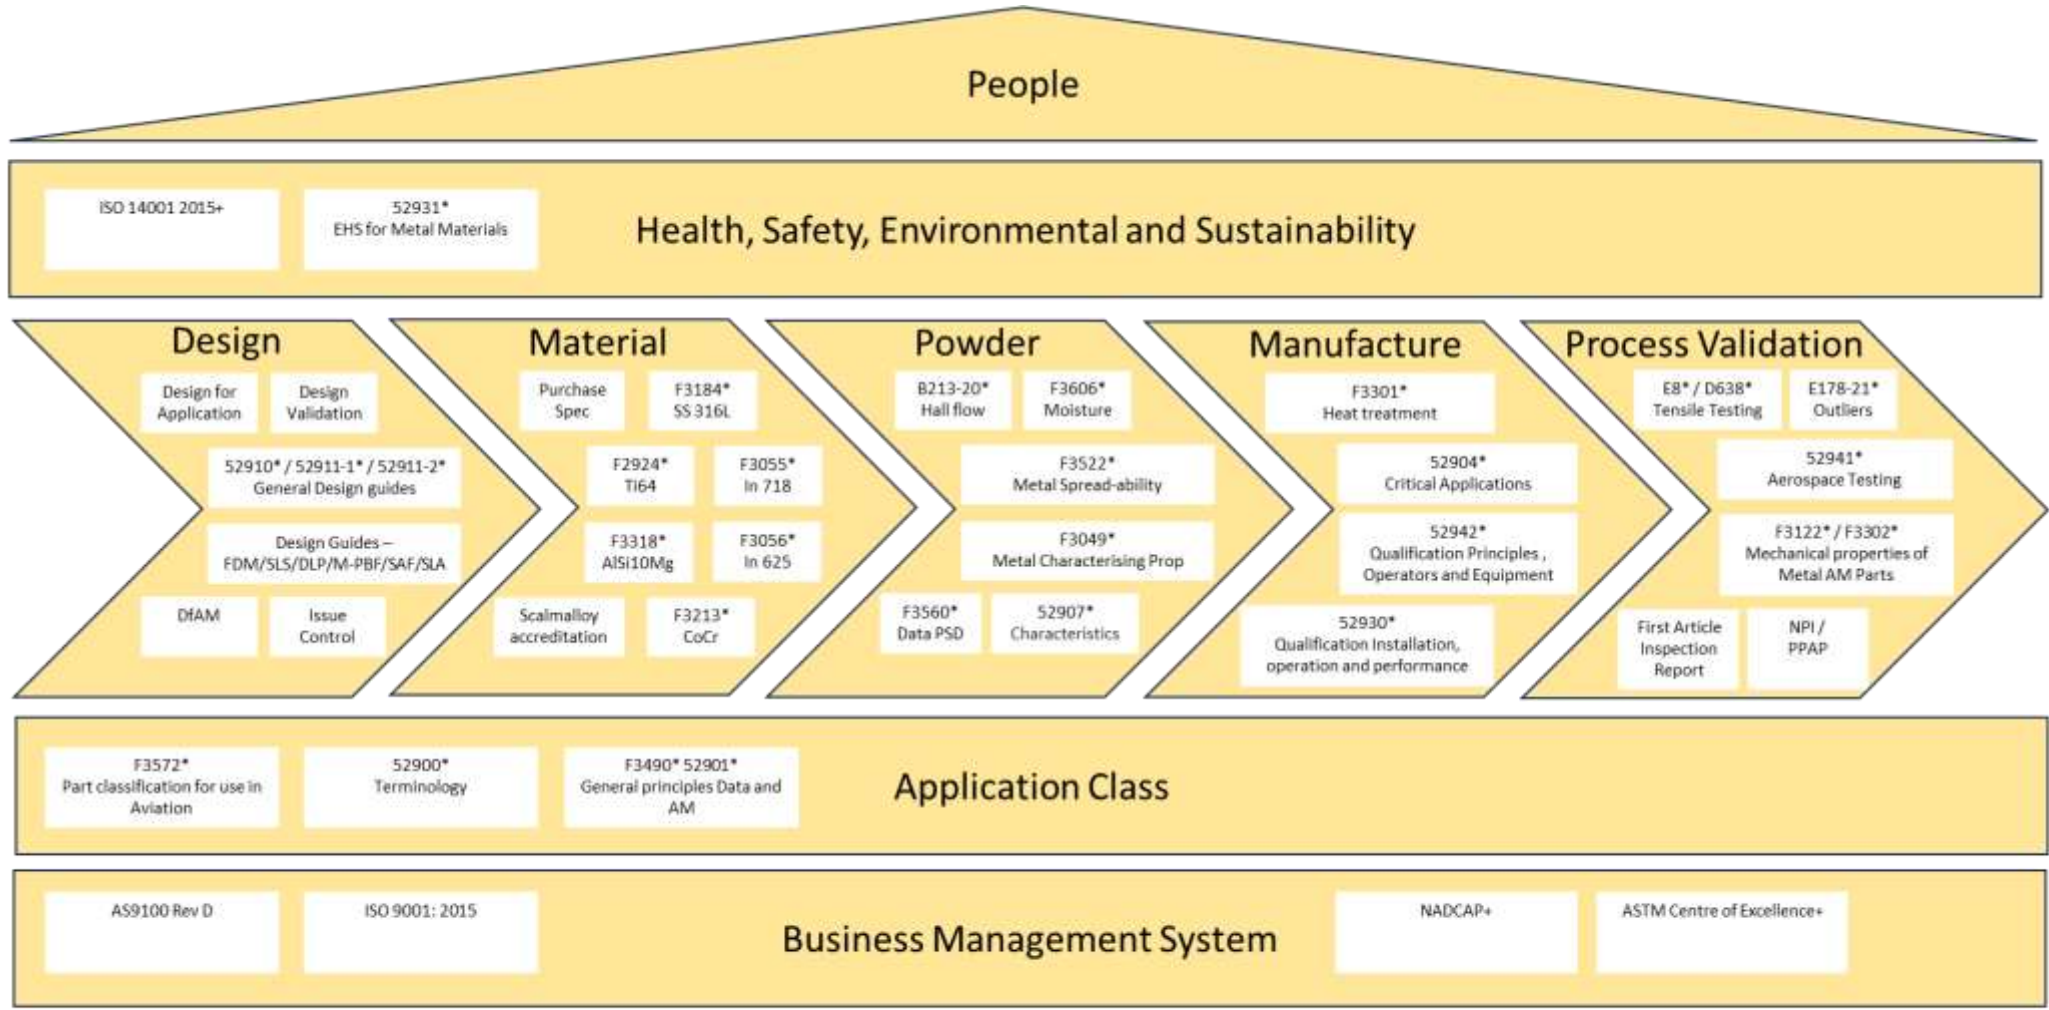 People
ISO 14001 2015+
52931*
EHS for Metal Materials
Health, Safety, Environmental and Sustainability
Design
Design for
Application
Design
Validation
52910* / 52911-1* / 52911-2*
General Design guides
Design Guides –
FDM/SLS/DLP/M-PBF/SAF/SLA
DfAM
Issue
Control
Material
Purchase
Spec
F3184*
SS 316L
F2924*
Ti64
F3055*
In 718
F3318*
AlSi10Mg
F3056*
In 625
Scalmalloy
accreditation
F3213*
CoCr
Powder
B213-20*
Hall flow
F3606*
Moisture
F3522*
Metal Spread-ability
F3049*
Metal Characterising Prop
F3560*
Data PSD
52907*
Characteristics
Manufacture
F3301*
Heat treatment
52904*
Critical Applications
52942*
Qualification Principles ,
Operators and Equipment
52930*
Qualification Installation,
operation and performance
Process Validation
E8* / D638*
Tensile Testing
E178-21*
Outliers
52941*
Aerospace Testing
F3122* / F3302*
Mechanical properties of
Metal AM Parts
First Article
Inspection
Report
NPI /
PPAP
F3572*
Part classification for use in
Aviation
52900*
Terminology
F3490* 52901*
General principles Data and
AM
Application Class
AS9100 Rev D
ISO 9001: 2015
Business Management System
NADCAP+
ASTM Centre of Excellence+